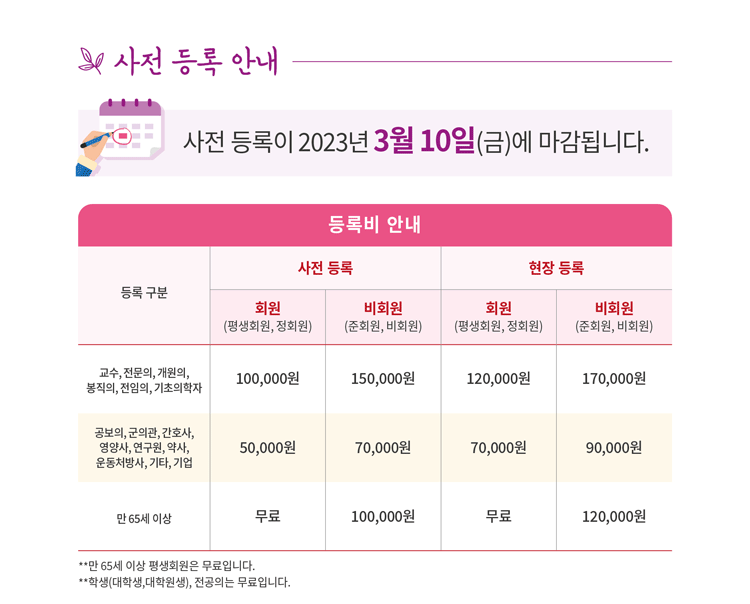 사전 등록 안내
사전 등록이 2023년 3월 10일(금)에 마감됩니다.
등록비 안내
등록 구분
사전 등록
현장 등록
회원
(평생회원, 정회원)
비회원
(준회원, 비회원)
회원
(평생회원, 정회원)
비회원
(준회원, 비회원)
교수, 전문의, 개원의,
봉직의, 전임의, 기초의학자
100,000원
150,000원
120,000원
170,000원
공보의, 군의관, 간호사,
영양사, 연구원, 약사,
운동처방사, 기타, 기업
50,000원
70,000원
70,000원
90,000원
만 65세 이상
무료
100,000원
무료
120,000원
**만 65세 이상 평생회원은 무료입니다.
**학생(대학생,대학원생), 전공의는 무료입니다.